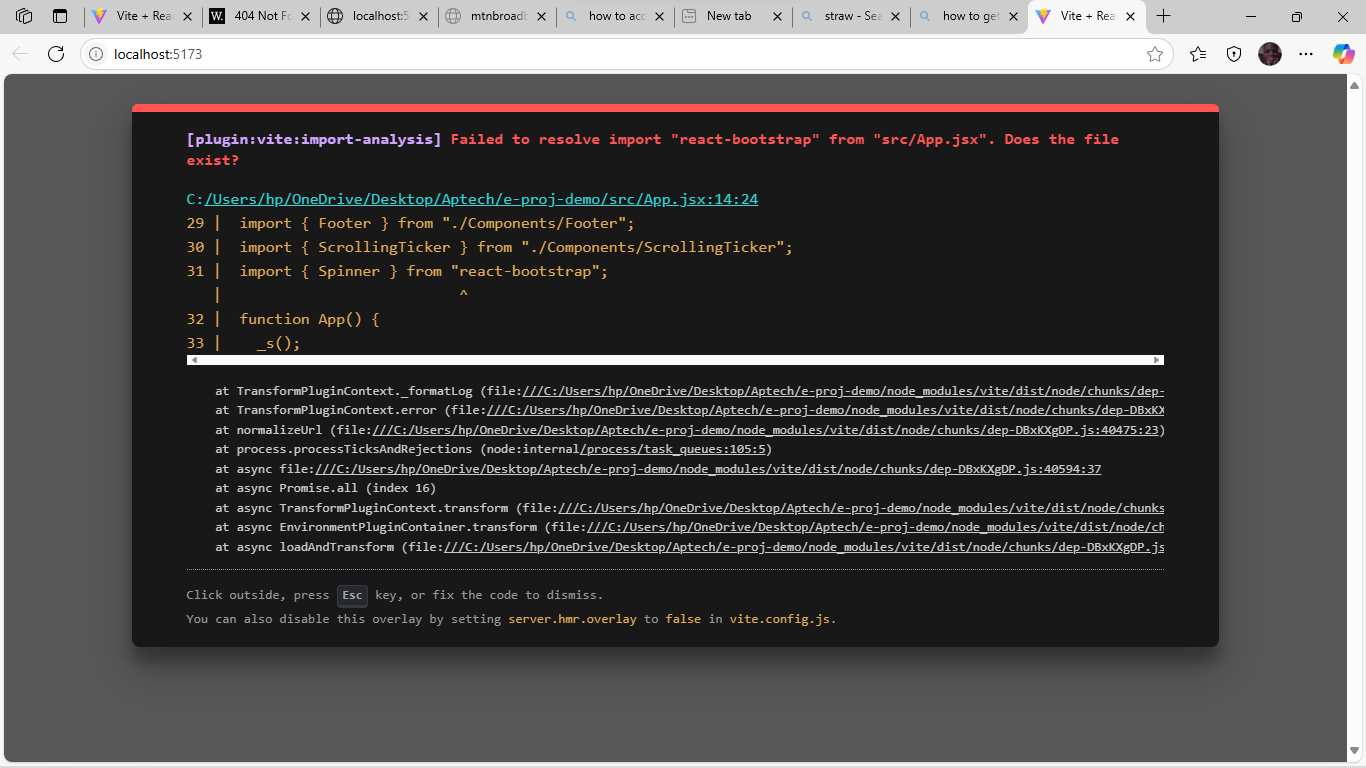 Vite + Rea
404 Not Fo
localhost:5
mtnbroadb
how to acc
New tab
straw - Sea
how to get
Vite + Rea
localhost:5173
[plugin:vite:import-analysis] Failed to resolve import "react-bootstrap" from "src/App.jsx". Does the file
exist?
C:/Users/hp/OneDrive/Desktop/Aptech/e-proj-demo/src/App.jsx:14:24
29 | import { Footer } from "./Components/Footer";
30 | import { ScrollingTicker } from "./Components/ScrollingTicker";
31 | import { Spinner } from "react-bootstrap";
| ^
32 | function App() {
33 | _s();
at TransformPluginContext._formatLog (file:///C:/Users/hp/OneDrive/Desktop/Aptech/e-proj-demo/node_modules/vite/dist/node/chunks/dep-
at TransformPluginContext.error (file:///C:/Users/hp/OneDrive/Desktop/Aptech/e-proj-demo/node_modules/vite/dist/node/chunks/dep-DBxKX
at normalizeUrl (file:///C:/Users/hp/OneDrive/Desktop/Aptech/e-proj-demo/node_modules/vite/dist/node/chunks/dep-DBxKXgDP.js:40475:23)
at process.processTicksAndRejections (node:internal/process/task_queues:105:5)
at async file:///C:/Users/hp/OneDrive/Desktop/Aptech/e-proj-demo/node_modules/vite/dist/node/chunks/dep-DBxKXgDP.js:40594:37
at async Promise.all (index 16)
at async TransformPluginContext.transform (file:///C:/Users/hp/OneDrive/Desktop/Aptech/e-proj-demo/node_modules/vite/dist/node/chunks
at async EnvironmentPluginContainer.transform (file:///C:/Users/hp/OneDrive/Desktop/Aptech/e-proj-demo/node_modules/vite/dist/node/ch
at async loadAndTransform (file:///C:/Users/hp/OneDrive/Desktop/Aptech/e-proj-demo/node_modules/vite/dist/node/chunks/dep-DBxKXgDP.js
Click outside, press Esc key, or fix the code to dismiss.
You can also disable this overlay by setting server.hmr.overlay to false in vite.config.js.